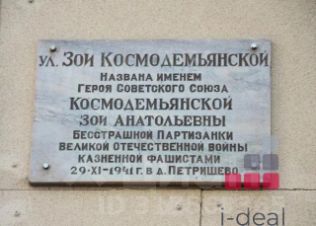 ул. Зои Космодемьянской
Названа именем
Героя Советского Союза
Космодемьянской
Зои Анатольевны
Бесстрашной Партизанки
Великой Отечественной войны
казненной фашистами
29-XI-1941 г. в д. Петрищево
i-deal